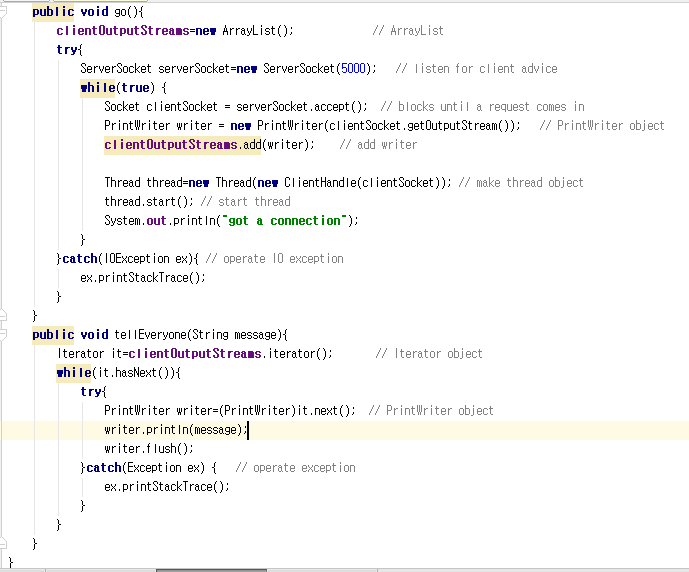 public void go(){
clientOutputStreams=new ArrayList(); // ArrayList
try{
ServerSocket serverSocket=new ServerSocket(5000); // listen for client advice
while(true) {
Socket clientSocket = serverSocket.accept(); // blocks until a request comes in
PrintWriter writer = new PrintWriter(clientSocket.getOutputStream()); // PrintWriter object
clientOutputStreams.add(writer); // add writer
Thread thread=new Thread(new ClientHandle(clientSocket)); // make thread object
thread.start(); // start thread
System.out.println("got a connection");
}
}catch(IOException ex){ // operate IO exception
ex.printStackTrace();
}
}
public void tellEveryone(String message){
Iterator it=clientOutputStreams.iterator(); // Iterator object
while(it.hasNext()){
try{
PrintWriter writer=(PrintWriter)it.next(); // PrintWriter object
writer.println(message);
writer.flush();
}catch(Exception ex) { // operate exception
ex.printStackTrace();
}
}
}
}